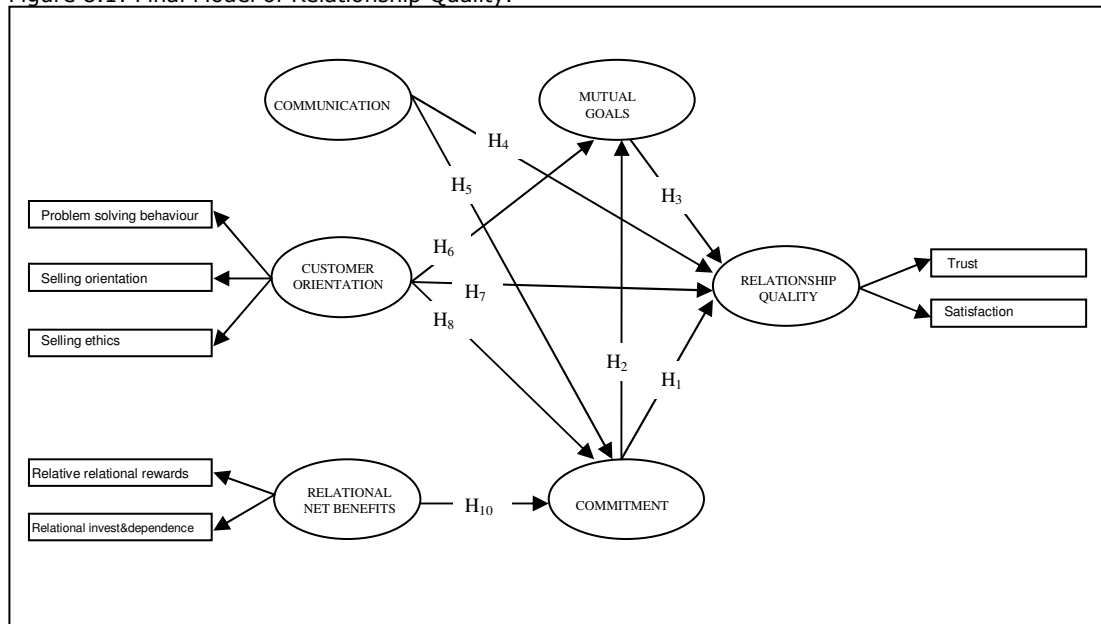 Figure 8.1: Final Model of Relationship Quality.
COMMUNICATION
MUTUAL
GOALS
H4
H5
H3
Problem solving behaviour
Selling orientation
Selling ethics
CUSTOMER
ORIENTATION
H6
H7
H8
RELATIONSHIP
QUALITY
Trust
Satisfaction
H2
H1
Relative relational rewards
Relational invest&dependence
RELATIONAL
NET BENEFITS
H10
COMMITMENT